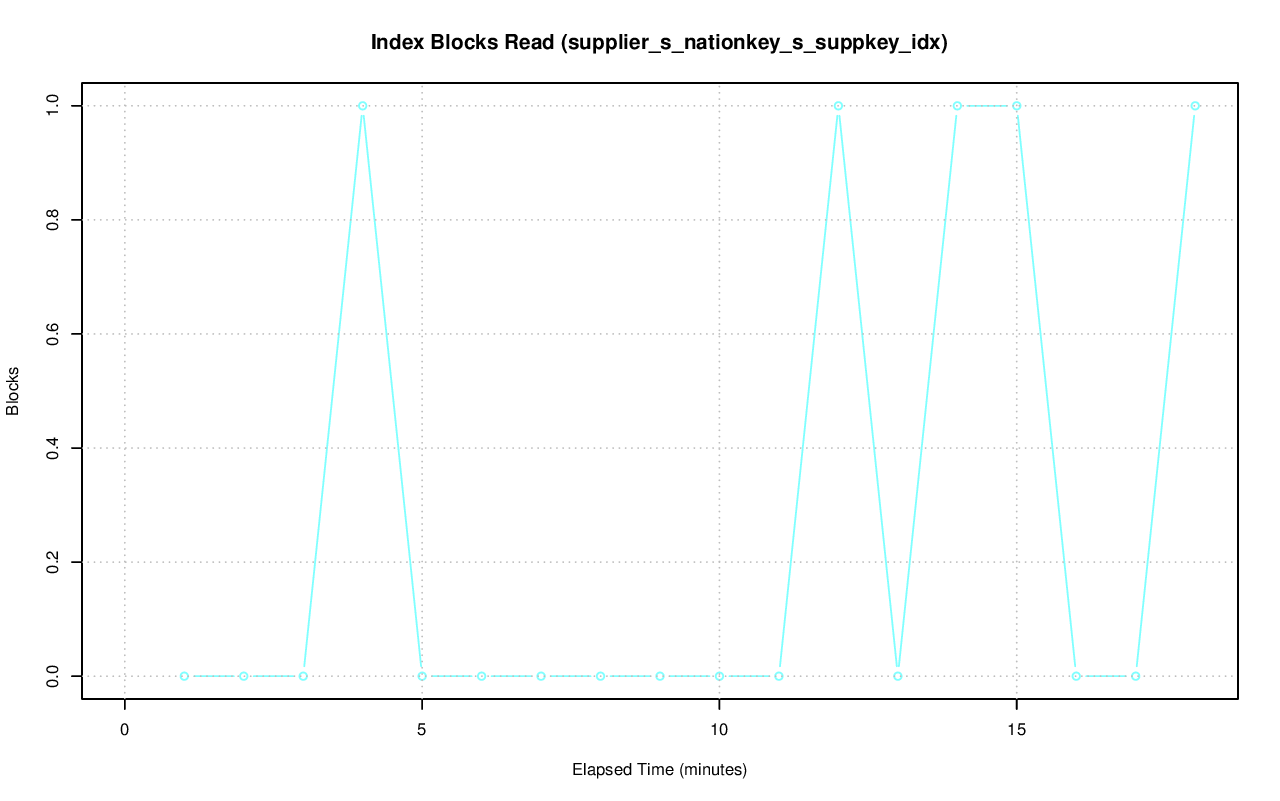 Index Blocks Read (supplier_s_nationkey_s_suppkey_idx)
1.0
0.8
0.6
0.4
0.2
0.0
Blocks
0 5 10 15
Elapsed Time (minutes)